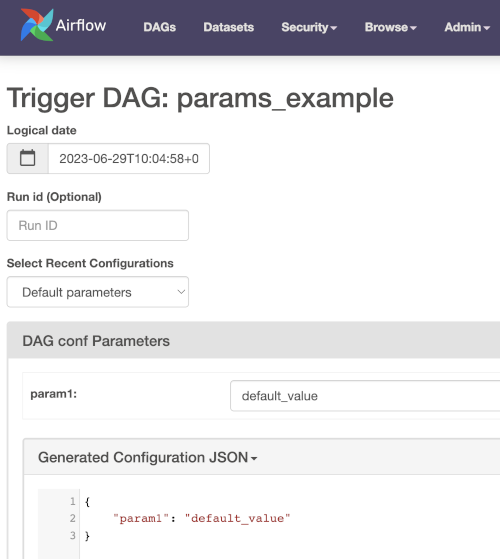 Airflow DAGs Datasets Security Browse Admin
Trigger DAG: params_example
Logical date
2023-06-29T10:04:58+0
Run id (Optional)
Run ID
Select Recent Configurations
Default parameters
DAG conf Parameters
param1: default_value
Generated Configuration JSON
1 {
2 "param1": "default_value"
3 }